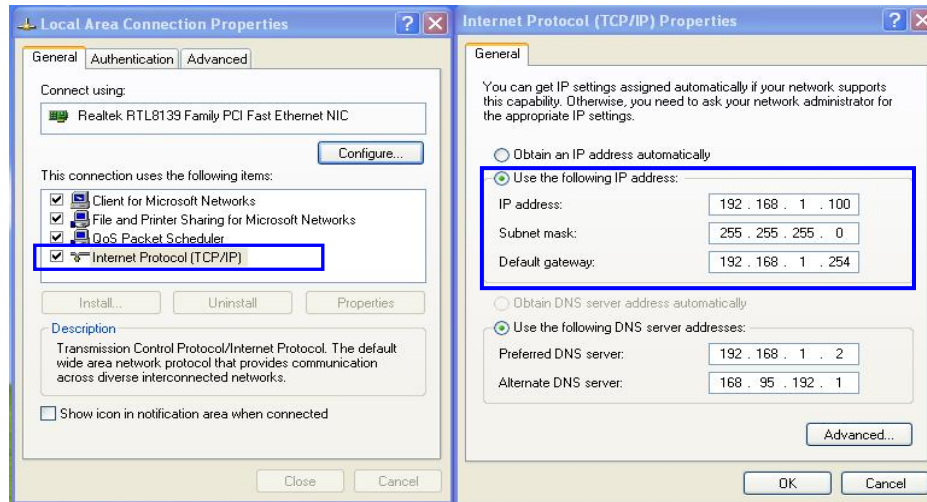 Local Area Connection Properties
General Authentication Advanced
Connect using:
Realtek RTL8139 Family PCI Fast Ethernet NIC
Configure...
This connection uses the following items:
Client for Microsoft Networks
File and Printer Sharing for Microsoft Networks
QoS Packet Scheduler
Internet Protocol (TCP/IP)
Install... Uninstall Properties
Description
Transmission Control Protocol/Internet Protocol. The default
wide area network protocol that provides communication
across diverse interconnected networks.
Show icon in notification area when connected
Close Cancel
Internet Protocol (TCP/IP) Properties
General
You can get IP settings assigned automatically if your network supports
this capability. Otherwise, you need to ask your network administrator for
the appropriate IP settings.
Obtain an IP address automatically
Use the following IP address:
IP address: 192 . 168 . 1 . 100
Subnet mask: 255 . 255 . 255 . 0
Default gateway: 192 . 168 . 1 . 254
Obtain DNS server address automatically
Use the following DNS server addresses:
Preferred DNS server: 192 . 168 . 1 . 2
Alternate DNS server: 168 . 95 . 192 . 1
Advanced...
OK Cancel